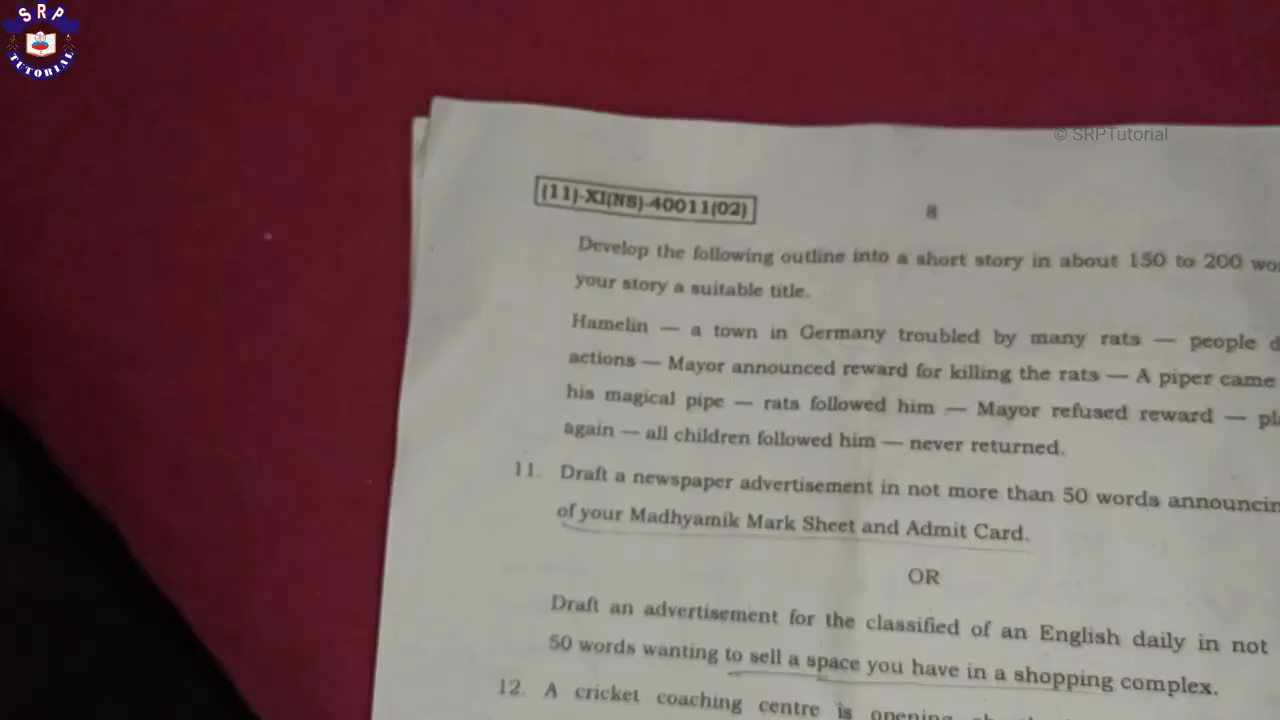 SRP
TUTORIAL
© SRPTutorial
(11)-XI(NS)-40011(02)
8
Develop the following outline into a short story in about 150 to 200
your story a suitable title.
Hamelin — a town in Germany troubled by many rats — people
actions — Mayor announced reward for killing the rats — A piper came
his magical pipe — rats followed him — Mayor refused reward —
again — all children followed him — never returned.
11. Draft a newspaper advertisement in not more than 50 words
of your Madhyamik Mark Sheet and Admit Card.
OR
Draft an advertisement for the classified of an English daily in not
50 words wanting to sell a space you have in a shopping complex.
12. A cricket coaching centre is opening